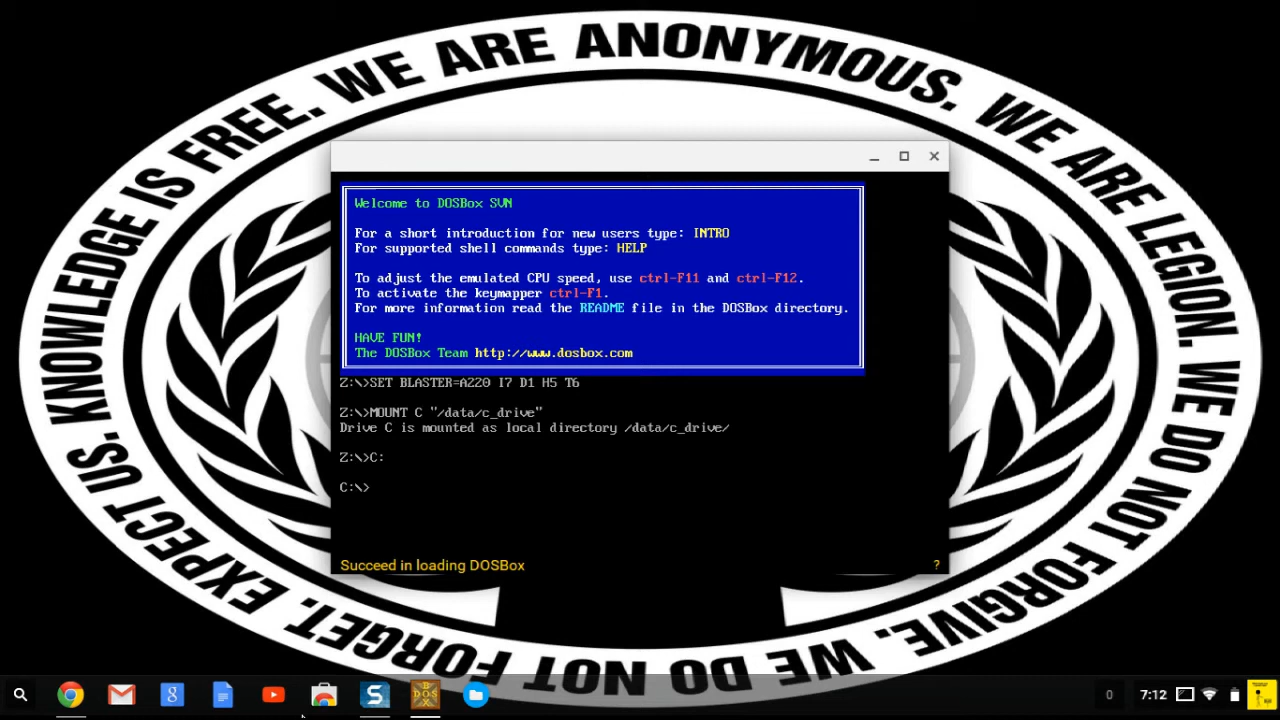 KNOWLEDGE IS FREE. WE ARE ANONYMOUS. WE ARE LEGION. WE DO NOT FORGIVE. WE DO NOT FORGET. EXPECT US.
Welcome to DOSBox SVN
For a short introduction for new users type: INTRO
For supported shell commands type: HELP
To adjust the emulated CPU speed, use ctrl-F11 and ctrl-F12.
To activate the keymapper ctrl-F1.
For more information read the README file in the DOSBox directory.
HAVE FUN!
The DOSBox Team http://www.dosbox.com
Z:\>SET BLASTER=A220 I7 D1 H5 T6
Z:\>MOUNT C "/data/c_drive"
Drive C is mounted as local directory /data/c_drive/
Z:\>C:
C:\>
Succeed in loading DOSBox
?
8
S
DOS
0
7:12